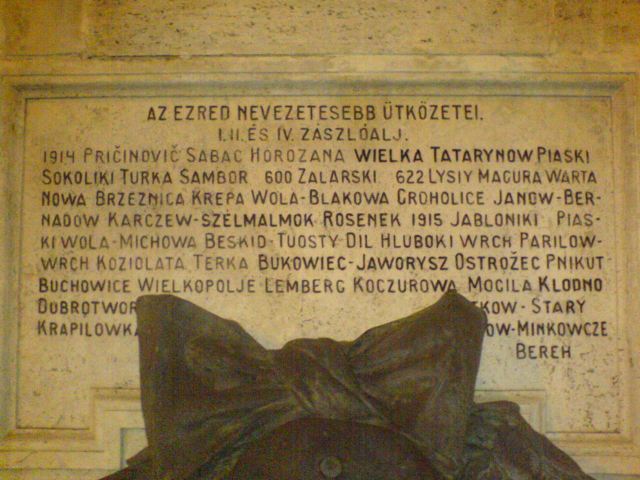 AZ EZRED NEVEZETESEBB ÜTKÖZETEI.
I. II. ÉS IV. ZÁSZLÓALJ.
1914 PRIČINOVIČ SABAC HOROZANA WIELKA TATARYNOW PIASKI
SOKOLIKI TURKA SAMBOR 600 ZALARSKI. 622 LYSIY MAGURA WARTA
NOWA BRZEZNICA KREPA WOLA-BLAKOWA GROHOLICE JANOW-BER-
NADOW KARCZEW-SZELMALMOK ROSENEK 1915 JABLONIKI PIAS-
KI WOLA-MICHOWA BESKID-TUOSTY DIL HLUBOKI WRCH PARILOW-
WRCH KOZIOLATA TERKA BUKOWIEC-JAWORYSZ OSTROŽEC PNIKUT
BUCHOWICE WIELKOPOLJE LEMBERG KOCZUROWA MOGILA KLODNO
DOBROTWOR KOW-STARY
KRAPILOWKA OW-MINKOWCZE
BEREH